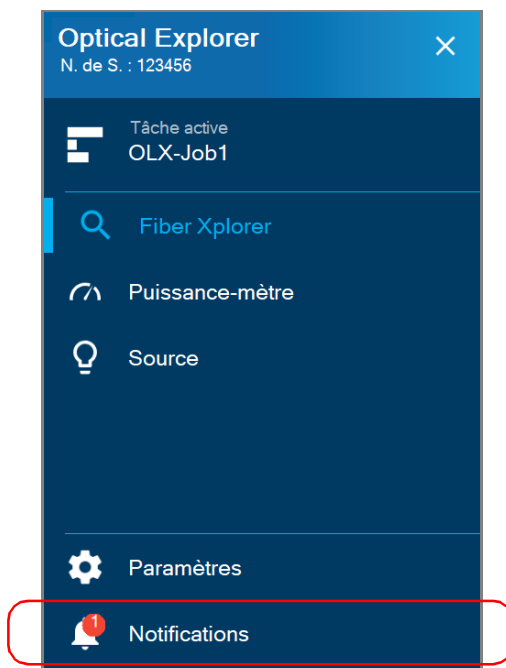 Optical Explorer
N. de S. : 123456
Tâche active
OLX-Job1
Fiber Xplorer
Puissance-mètre
Source
Paramètres
1
Notifications